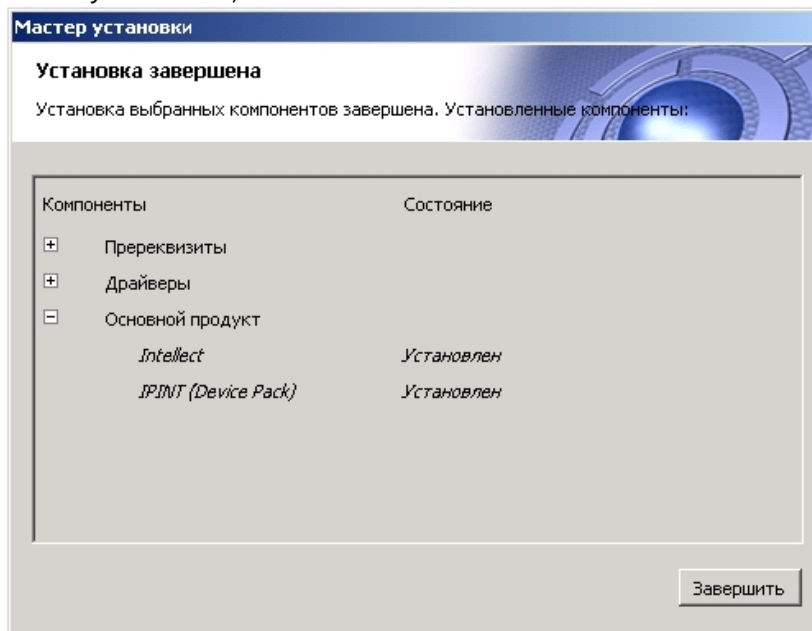 Мастер установки
Установка завершена
Установка выбранных компонентов завершена. Установленные компоненты:
Компоненты Состояние
Пререквизиты
Драйверы
Основной продукт
Intellect Установлен
IPINT (Device Pack) Установлен
Завершить